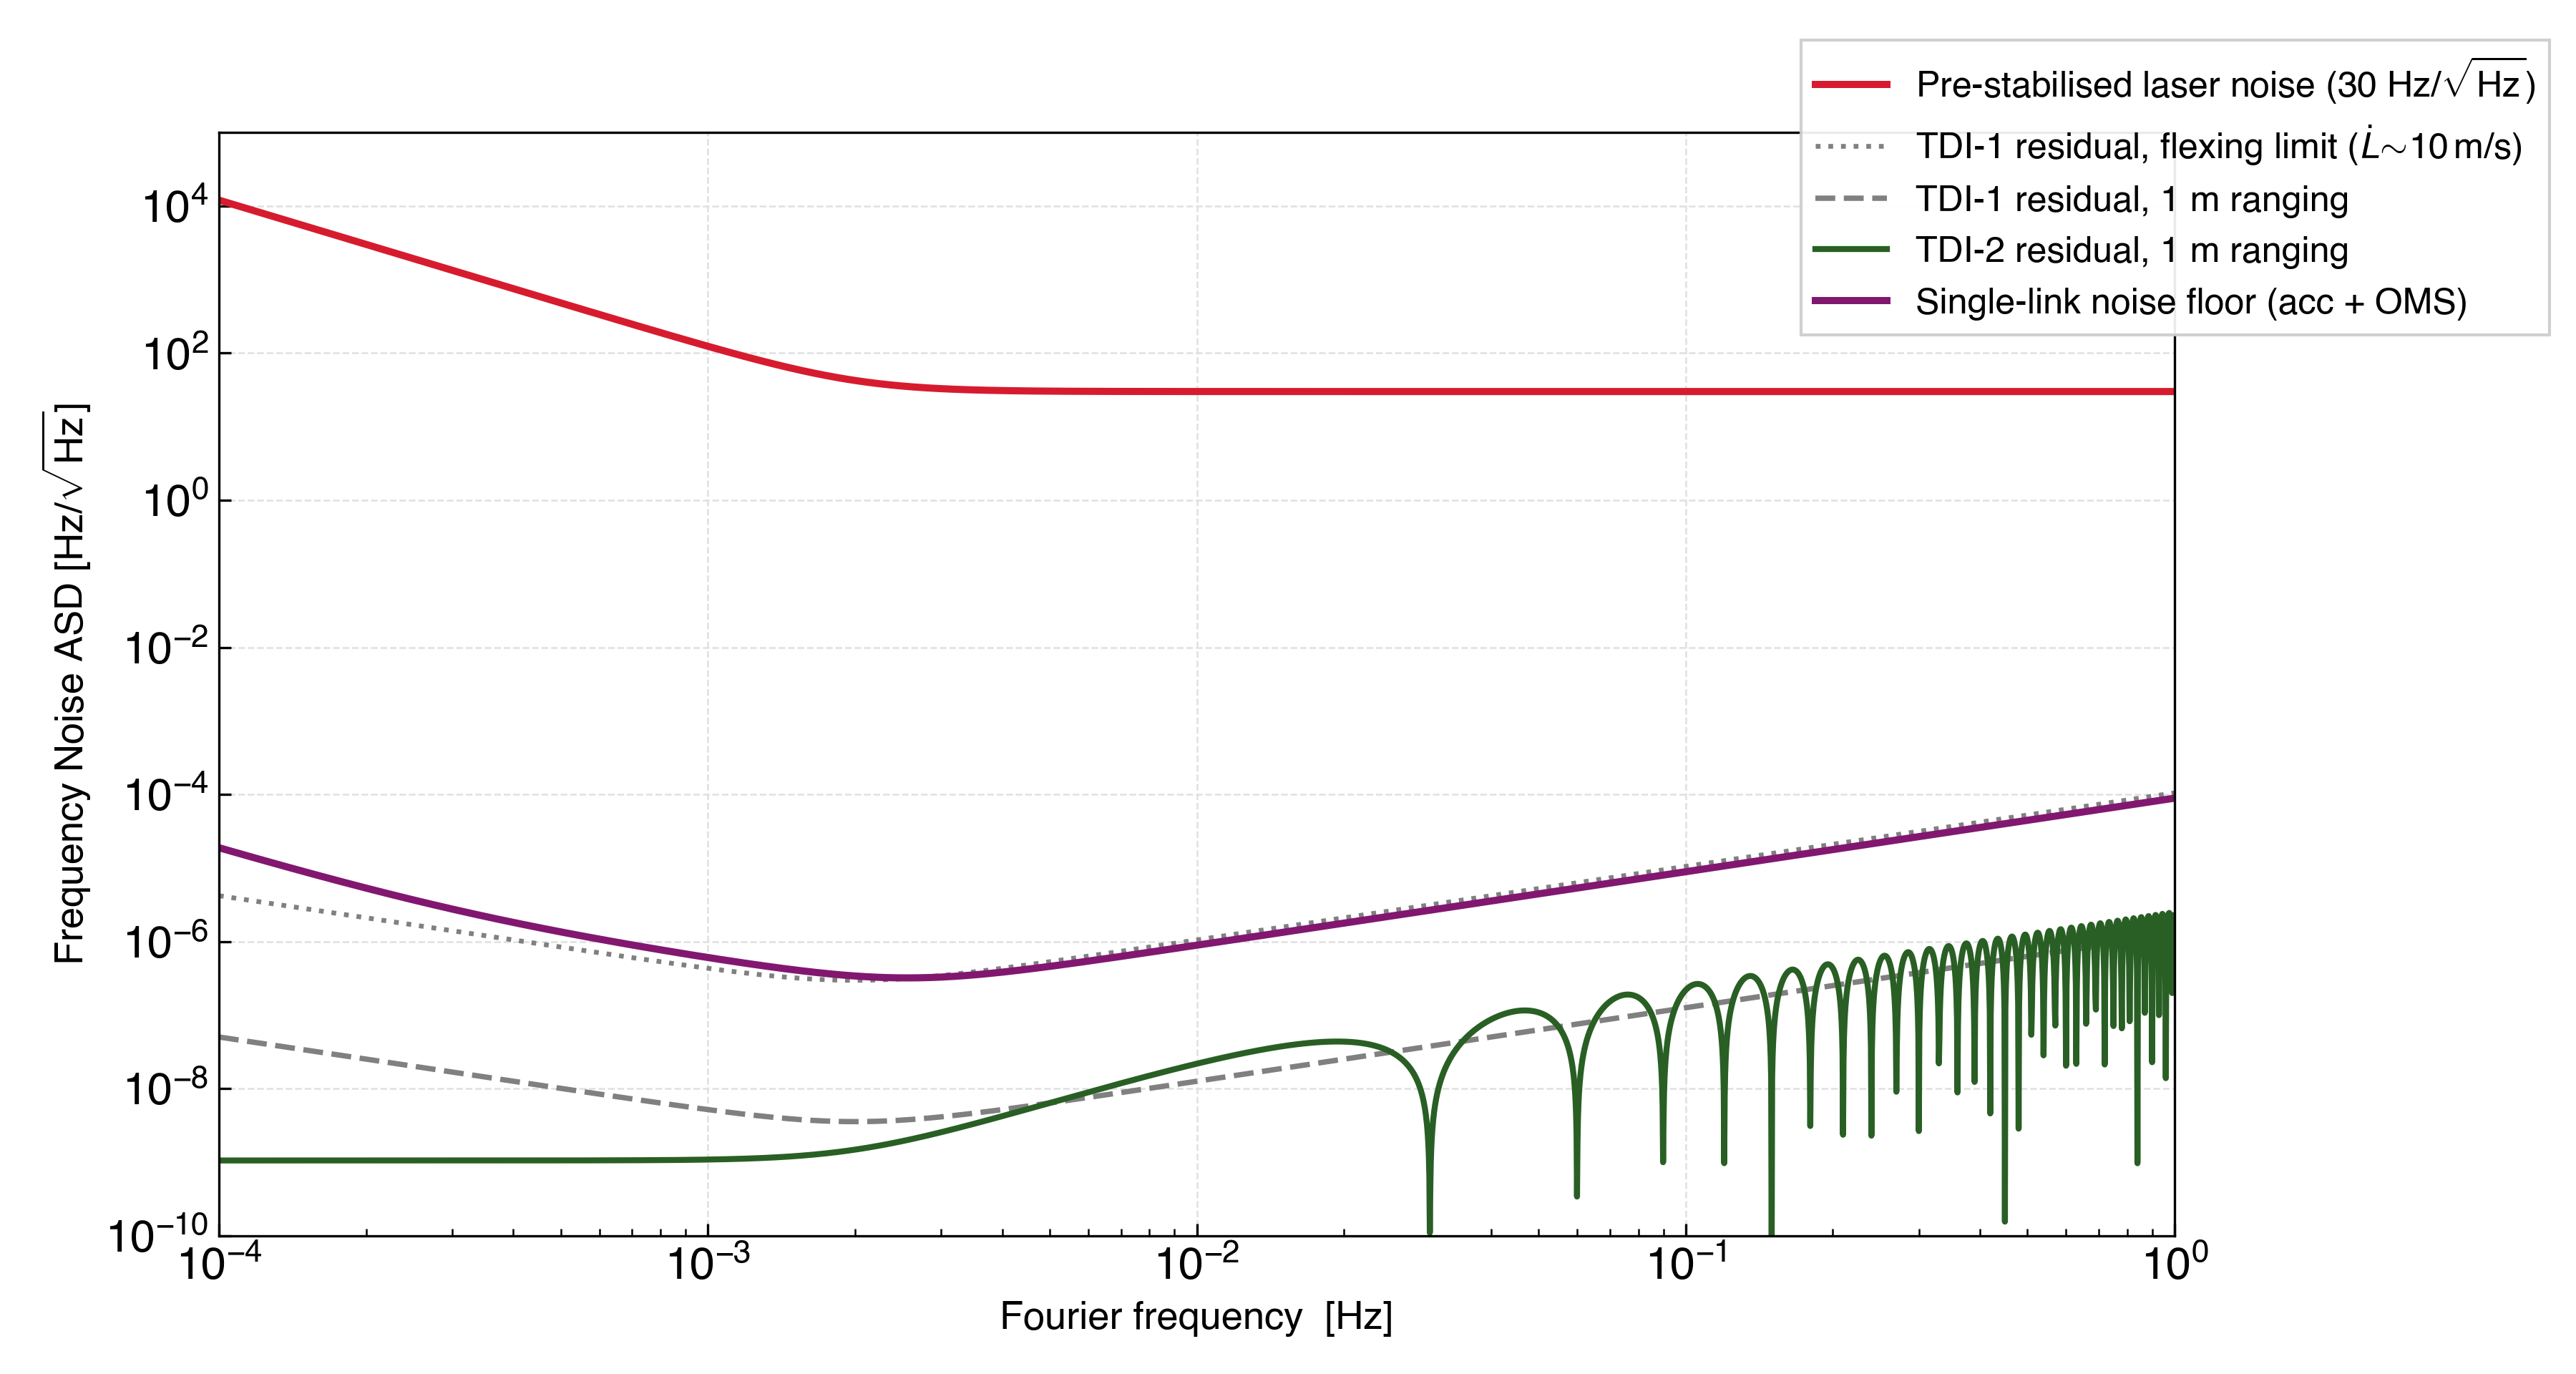 Pre-stabilised laser noise (30 Hz/√Hz)
TDI-1 residual, flexing limit (L̇~10 m/s)
TDI-1 residual, 1 m ranging
TDI-2 residual, 1 m ranging
Single-link noise floor (acc + OMS)
Frequency Noise ASD [Hz/√Hz]
10⁴
10²
10⁰
10⁻²
10⁻⁴
10⁻⁶
10⁻⁸
10⁻¹⁰
10⁻⁴ 10⁻³ 10⁻² 10⁻¹ 10⁰
Fourier frequency [Hz]